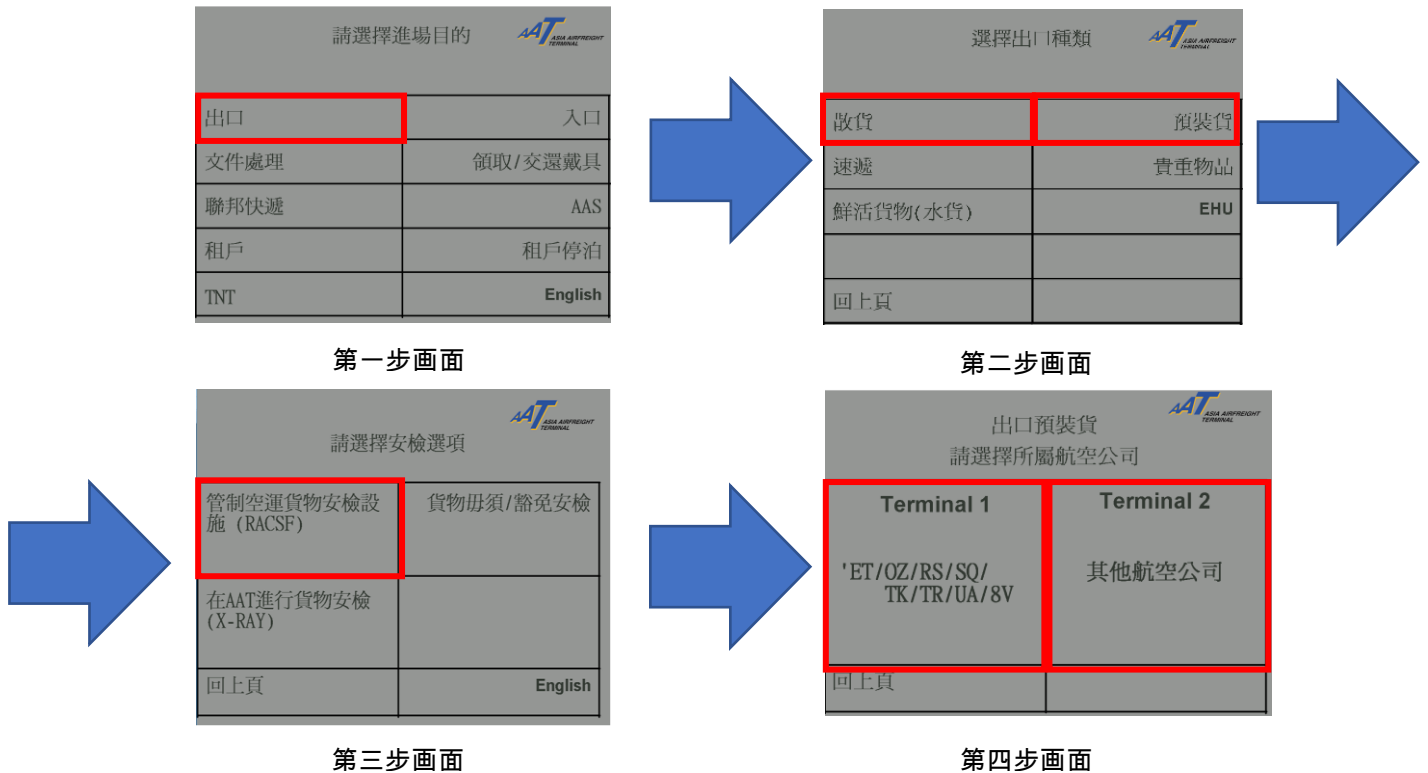 請選擇進場目的
AAT ASIA AIRFREIGHT TERMINAL
出口 入口
文件處理 領取/交還戴具
聯邦快遞 AAS
租戶 租戶停泊
TNT English
第一步画面
選擇出口種類
AAT ASIA AIRFREIGHT TERMINAL
散貨 預裝貨
速遞 貴重物品
鮮活貨物(水貨) EHU
回上頁
第二步画面
AAT ASIA AIRFREIGHT TERMINAL
請選擇安檢選項
管制空運貨物安檢設 貨物毋須/豁免安檢
施 (RACSF)
在AAT進行貨物安檢
(X-RAY)
回上頁 English
第三步画面
AAT ASIA AIRFREIGHT TERMINAL
出口預裝貨
請選擇所屬航空公司
Terminal 1 Terminal 2
'ET/OZ/RS/SQ/ 其他航空公司
TK/TR/UA/8V
回上頁
第四步画面